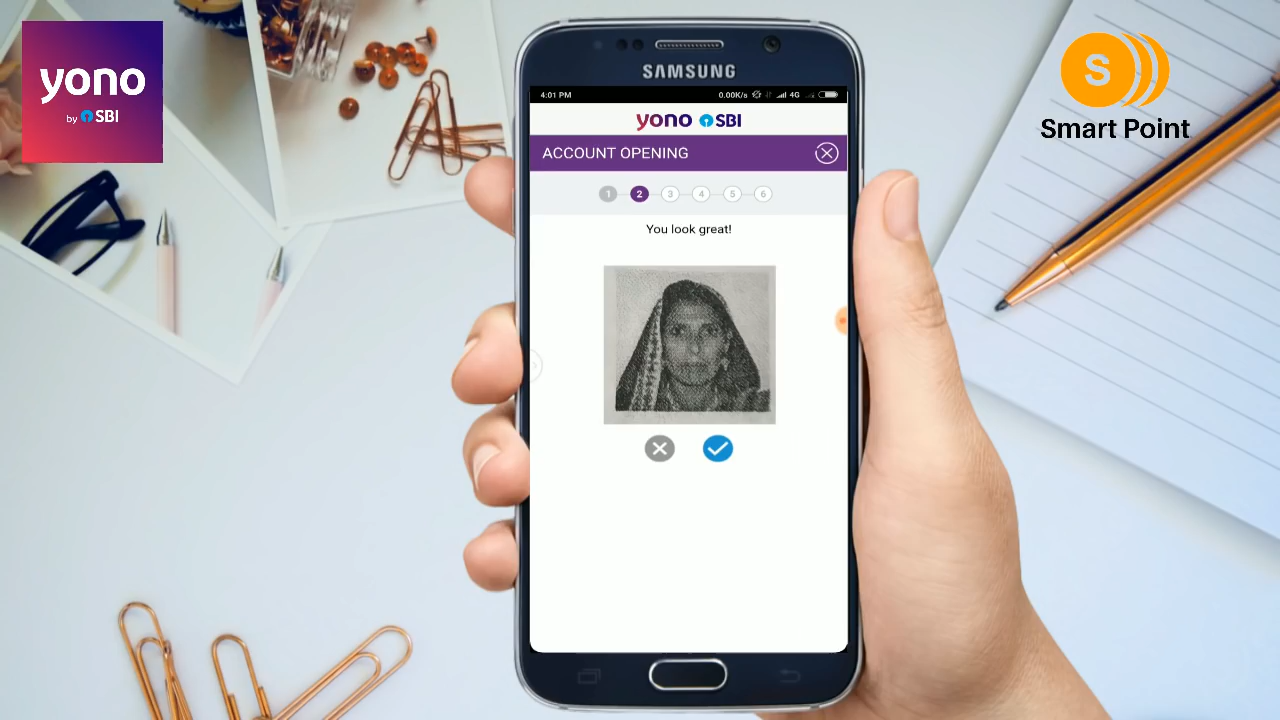 yono
by SBI
SAMSUNG
4:01 PM
0.00K/s
4G
yono SBI
ACCOUNT OPENING
1 2 3 4 5 6
You look great!
S
Smart Point